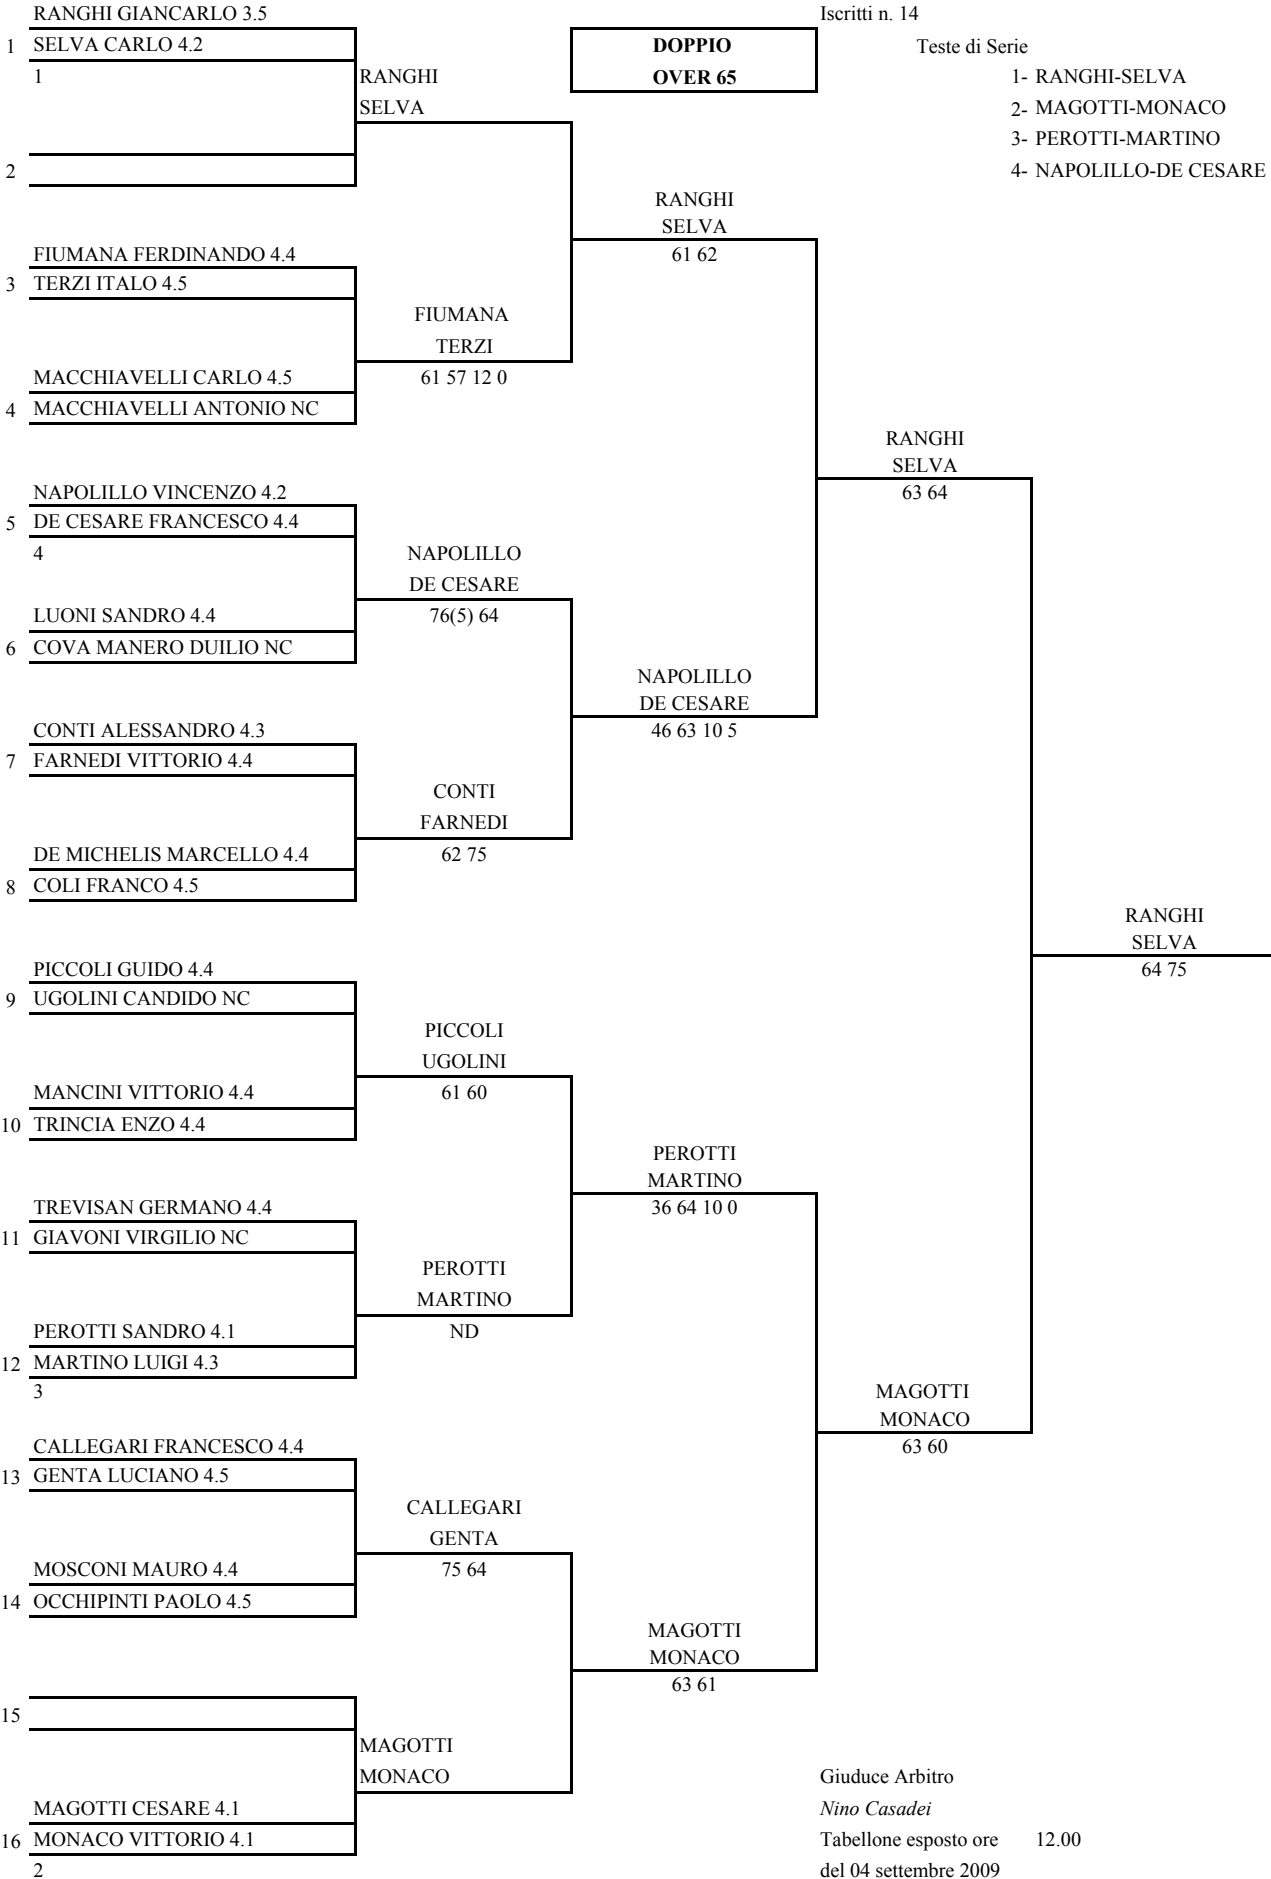 RANGHI GIANCARLO 3.5
Iscritti n. 14
1 SELVA CARLO 4.2
DOPPIO
Teste di Serie
1
RANGHI
OVER 65
1- RANGHI-SELVA
SELVA
2- MAGOTTI-MONACO
3- PEROTTI-MARTINO
2
4- NAPOLILLO-DE CESARE
RANGHI
SELVA
FIUMANA FERDINANDO 4.4
61 62
3 TERZI ITALO 4.5
FIUMANA
TERZI
MACCHIAVELLI CARLO 4.5
61 57 12 0
4 MACCHIAVELLI ANTONIO NC
RANGHI
SELVA
NAPOLILLO VINCENZO 4.2
63 64
5 DE CESARE FRANCESCO 4.4
4
NAPOLILLO
DE CESARE
LUONI SANDRO 4.4
76(5) 64
6 COVA MANERO DUILIO NC
NAPOLILLO
DE CESARE
CONTI ALESSANDRO 4.3
46 63 10 5
7 FARNEDI VITTORIO 4.4
CONTI
FARNEDI
DE MICHELIS MARCELLO 4.4
62 75
8 COLI FRANCO 4.5
RANGHI
SELVA
PICCOLI GUIDO 4.4
64 75
9 UGOLINI CANDIDO NC
PICCOLI
UGOLINI
MANCINI VITTORIO 4.4
61 60
10 TRINCIA ENZO 4.4
PEROTTI
MARTINO
TREVISAN GERMANO 4.4
36 64 10 0
11 GIAVONI VIRGILIO NC
PEROTTI
MARTINO
PEROTTI SANDRO 4.1
ND
12 MARTINO LUIGI 4.3
3
MAGOTTI
MONACO
CALLEGARI FRANCESCO 4.4
63 60
13 GENTA LUCIANO 4.5
CALLEGARI
GENTA
MOSCONI MAURO 4.4
75 64
14 OCCHIPINTI PAOLO 4.5
MAGOTTI
MONACO
63 61
15
MAGOTTI
MONACO
Giuduce Arbitro
MAGOTTI CESARE 4.1
Nino Casadei
16 MONACO VITTORIO 4.1
Tabellone esposto ore 12.00
2
del 04 settembre 2009